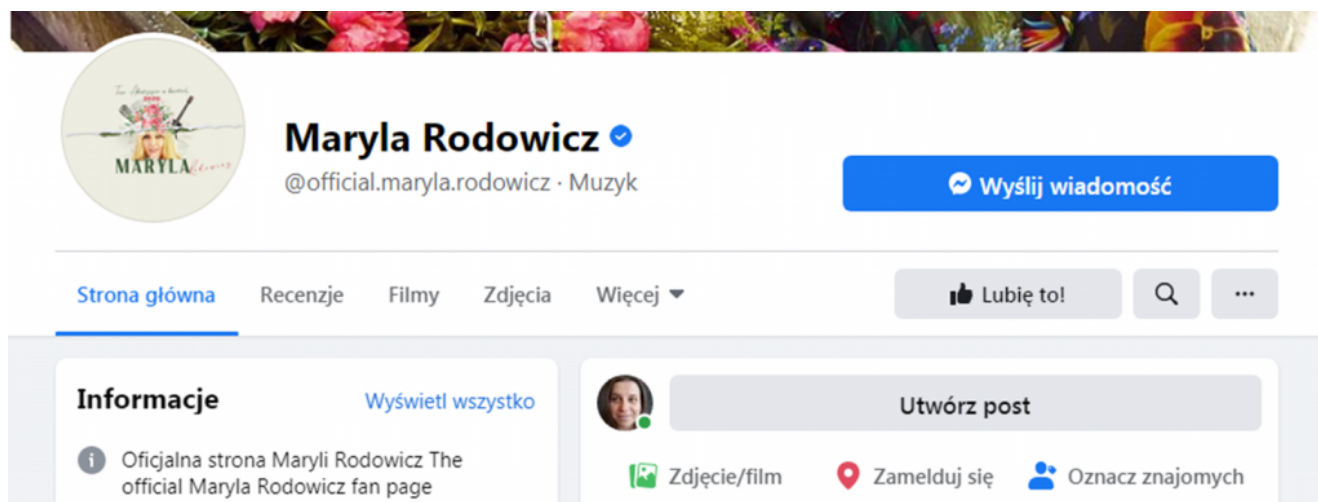 MARYLA
Maryla Rodowicz
@official.maryla.rodowicz · Muzyk
Wyślij wiadomość
Strona główna Recenzje Filmy Zdjęcia Więcej
Lubię to!
Informacje Wyświetl wszystko
Oficjalna strona Maryli Rodowicz The
official Maryla Rodowicz fan page
Utwórz post
Zdjęcie/film Zamelduj się Oznacz znajomych